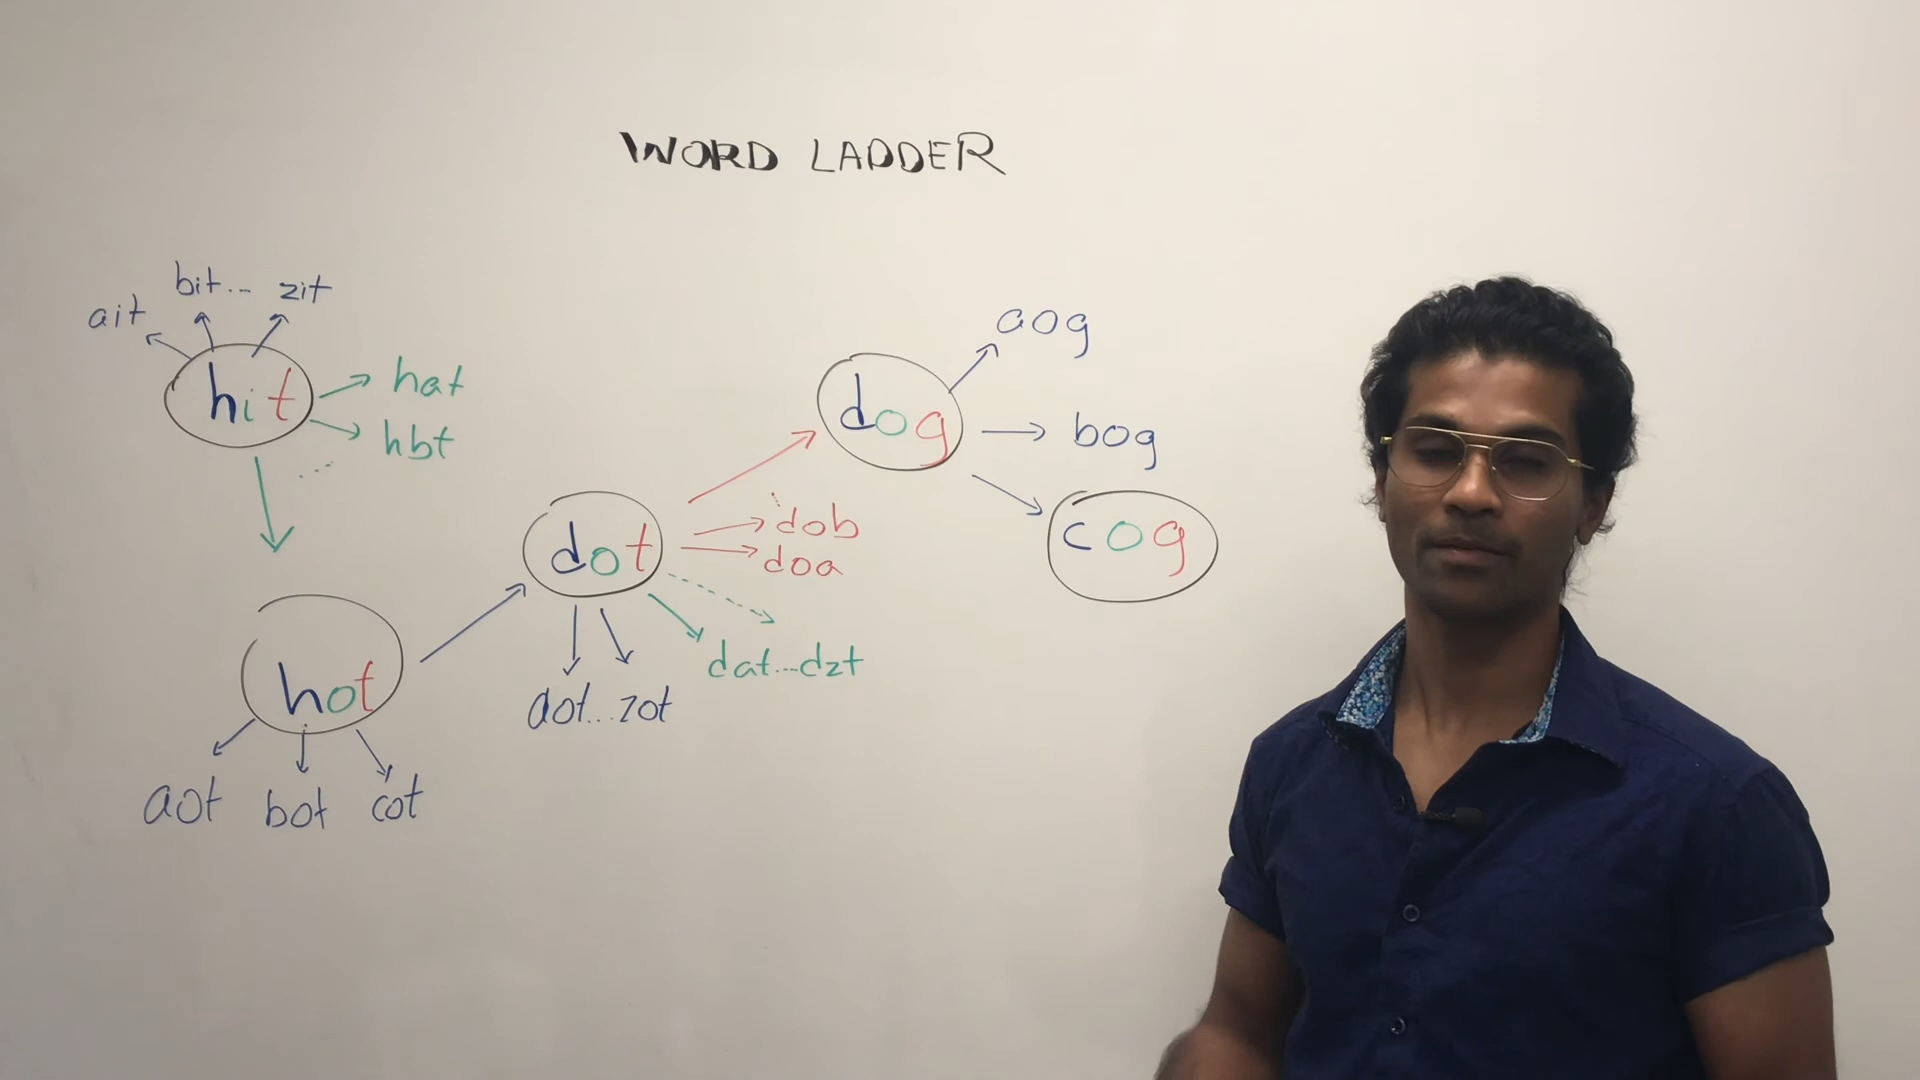 WORD LADDER
ait bit... zit
hit
hat
hbt
hot
aot bot cot
dot
dob
doa
dat...dzt
aot...zot
dog
aog
bog
cog